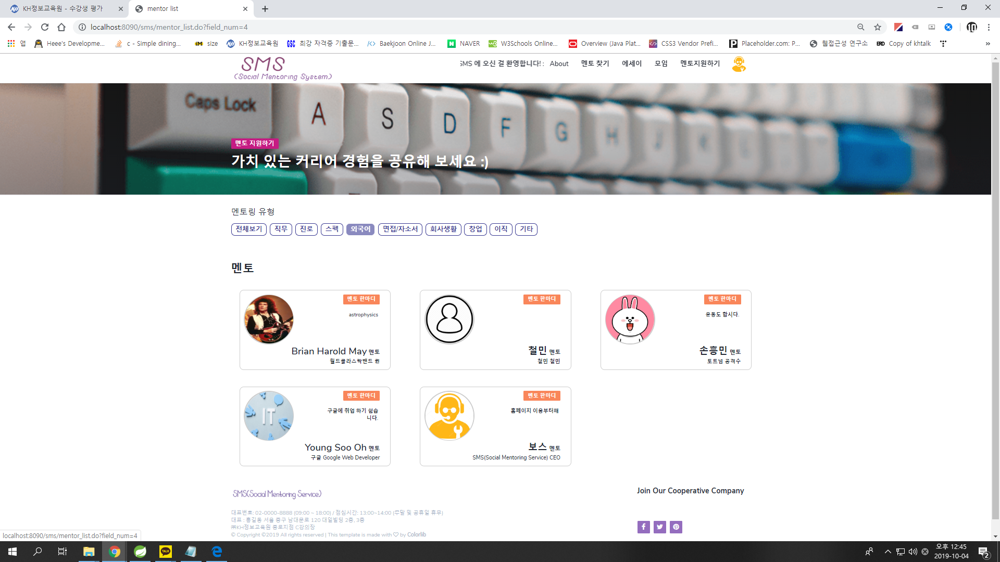 KH정보교육원 - 수강생 평가
mentor list
localhost:8090/sms/mentor_list.do?field_num=4
앱
Heee's Developme...
c - Simple dining...
size
KH정보교육원
최강 자격증 기출문...
Baekjoon Online J...
NAVER
W3Schools Online...
Overview (Java Plat...
CSS3 Vendor Prefi...
Placeholder.com: P...
웹접근성 연구소
ERD Copy of khtalk
SMS
(Social Mentoring System)
SMS 에 오신 걸 환영합니다! :
About
멘토 찾기
에세이
모임
멘토지원하기
Caps Lock
A S D F G H J K L
멘토 지원하기
가치 있는 커리어 경험을 공유해 보세요 :)
멘토링 유형
전체보기 직무 진로 스펙 외국어 면접/자소서 회사생활 창업 이직 기타
멘토
멘토 한마디
astrophysics
Brian Harold May 멘토
월드클라스락밴드 퀸
멘토 한마디
철민 멘토
철민 철민
멘토 한마디
운동도 합시다.
손흥민 멘토
토트넘 공격수
멘토 한마디
구글에 취업 하기 쉽습
니다.
IT
Young Soo Oh 멘토
구글 Google Web Developer
멘토 한마디
홈페이지 이용부터해
보스 멘토
SMS(Social Mentoring Service) CEO
SMS(Social Mentoring Service)
Join Our Cooperative Company
대표번호: 02-0000-8888 (09:00 ~ 18:00) / 점심시간: 13:00~14:00 (주말 및 공휴일 휴무)
대표 : 홍길동 서울 중구 남대문로 120 대일빌딩 2층, 3층
㈜KH정보교육원 종로지점 C강의장
© Copyright ©2019 All rights reserved | This template is made with ♡ by Colorlib
localhost:8090/sms/mentor_list.do?field_num=4
TALK
오후 12:45
2019-10-04
2